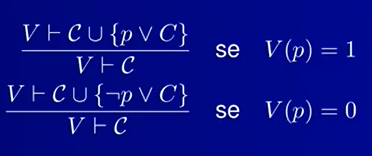 V ⊢ 𝒞 ∪ {p ∨ C}
V ⊢ 𝒞 se V(p) = 1
V ⊢ 𝒞 ∪ {¬p ∨ C}
V ⊢ 𝒞 se V(p) = 0